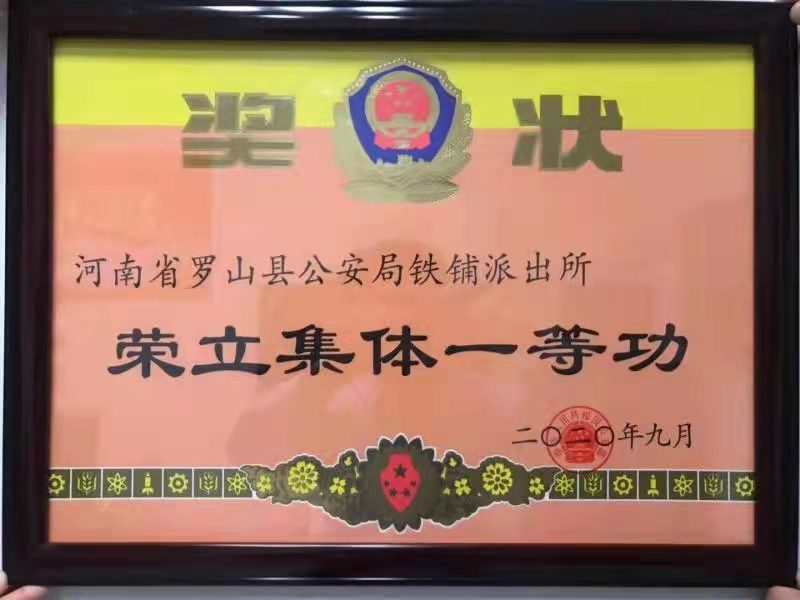 奖 状
河南省罗山县公安局铁铺派出所
荣立集体一等功
二〇二〇年九月